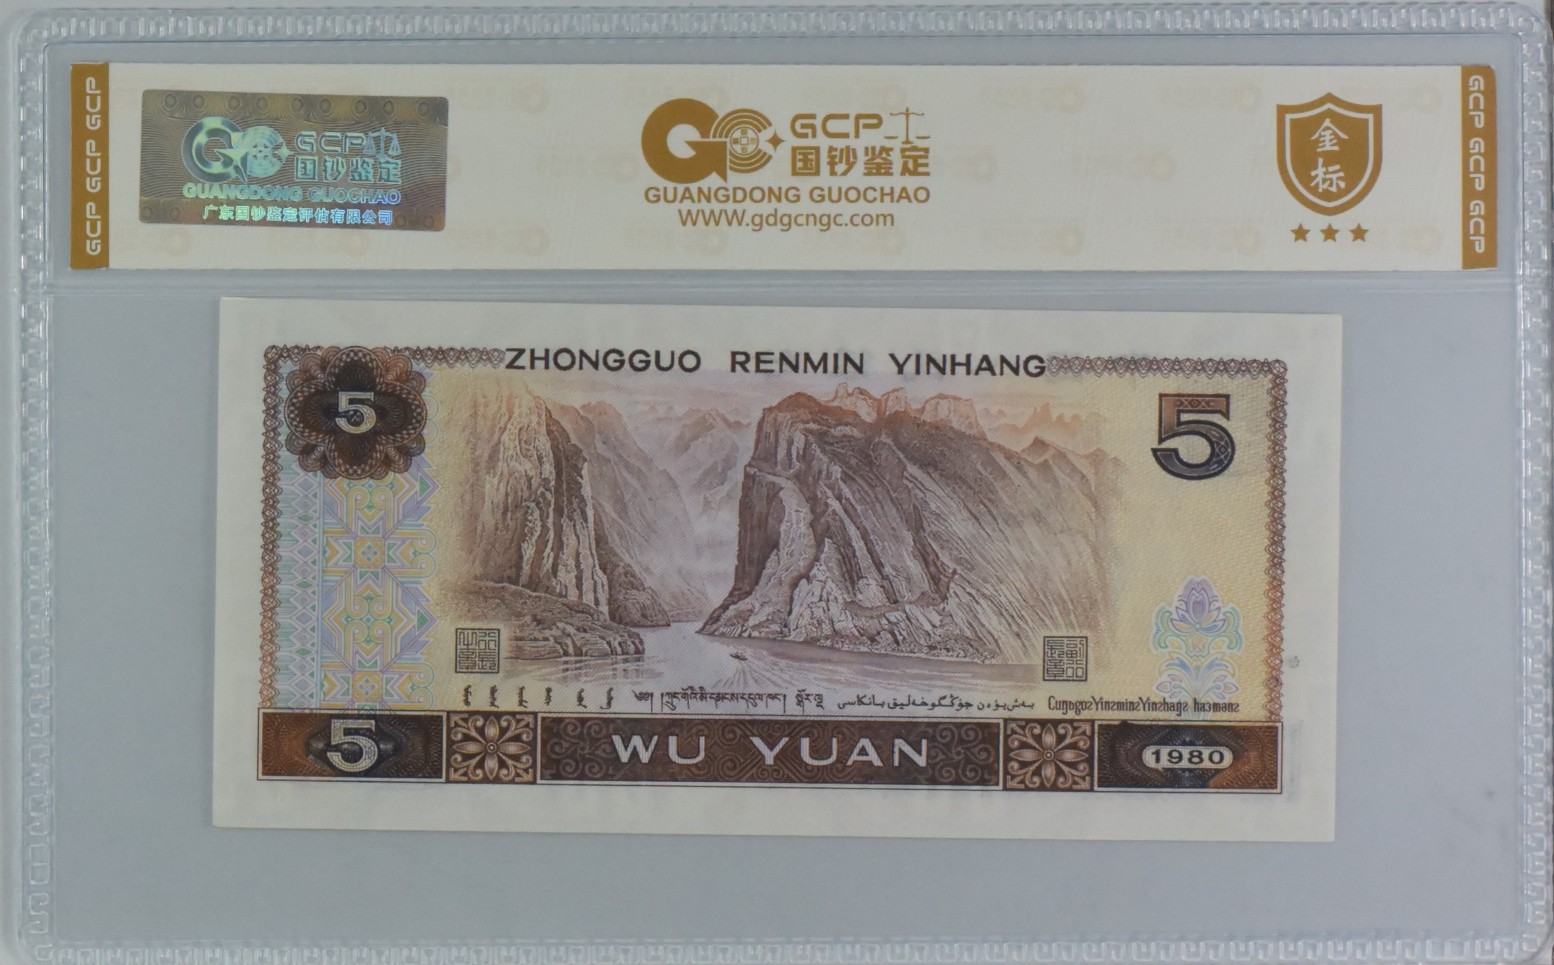 GCP GCP GCP
GCP
国钞鉴定
GUANGDONG GUOCHAO
广东国钞鉴定评估有限公司
GCP
国钞鉴定
GUANGDONG GUOCHAO
WWW.gdgcngc.com
金
标
GCP GCP GCP
ZHONGGUO RENMIN YINHANG
5
5
5
WU YUAN
1980